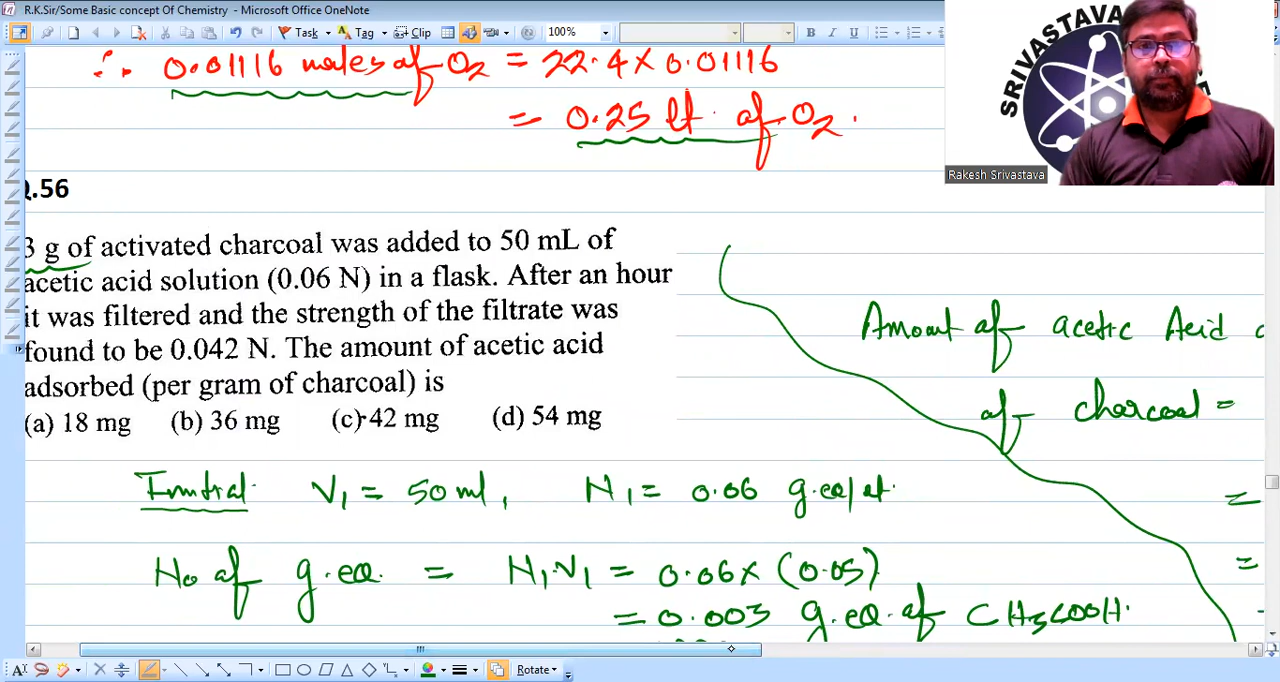 R.K.Sir/Some Basic concept Of Chemistry - Microsoft Office OneNote
Task
Tag
Clip
100%
B I U
∴ 0.01116 moles of O2 = 22.4 × 0.01116
= 0.25 lt. of O2.
SRIVASTAVA
Rakesh Srivastava
.56
3 g of activated charcoal was added to 50 mL of
acetic acid solution (0.06 N) in a flask. After an hour
it was filtered and the strength of the filtrate was
found to be 0.042 N. The amount of acetic acid
adsorbed (per gram of charcoal) is
(a) 18 mg (b) 36 mg (c) 42 mg (d) 54 mg
Amount of acetic Acid
of charcoal =
Initial V1 = 50 ml, N1 = 0.06 g.eq/lt.
=
No of g.eq. = N1.V1 = 0.06 × (0.05)
=
= 0.003 g.eq. of CH3COOH.
A
Rotate